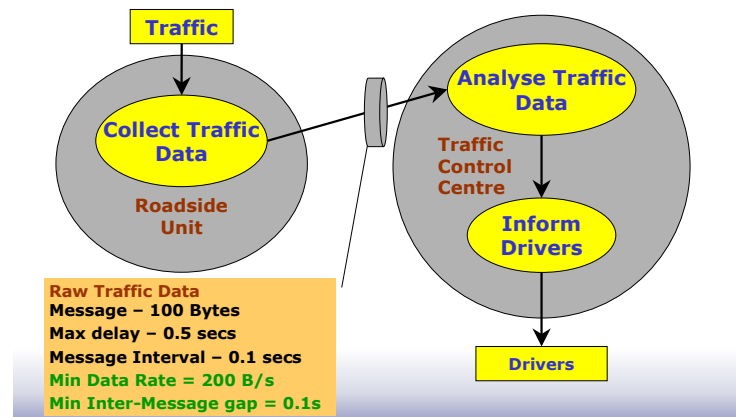 Traffic
Collect Traffic
Data
Roadside
Unit
Analyse Traffic
Data
Traffic
Control
Centre
Inform
Drivers
Drivers
Raw Traffic Data
Message – 100 Bytes
Max delay – 0.5 secs
Message Interval – 0.1 secs
Min Data Rate = 200 B/s
Min Inter-Message gap = 0.1s